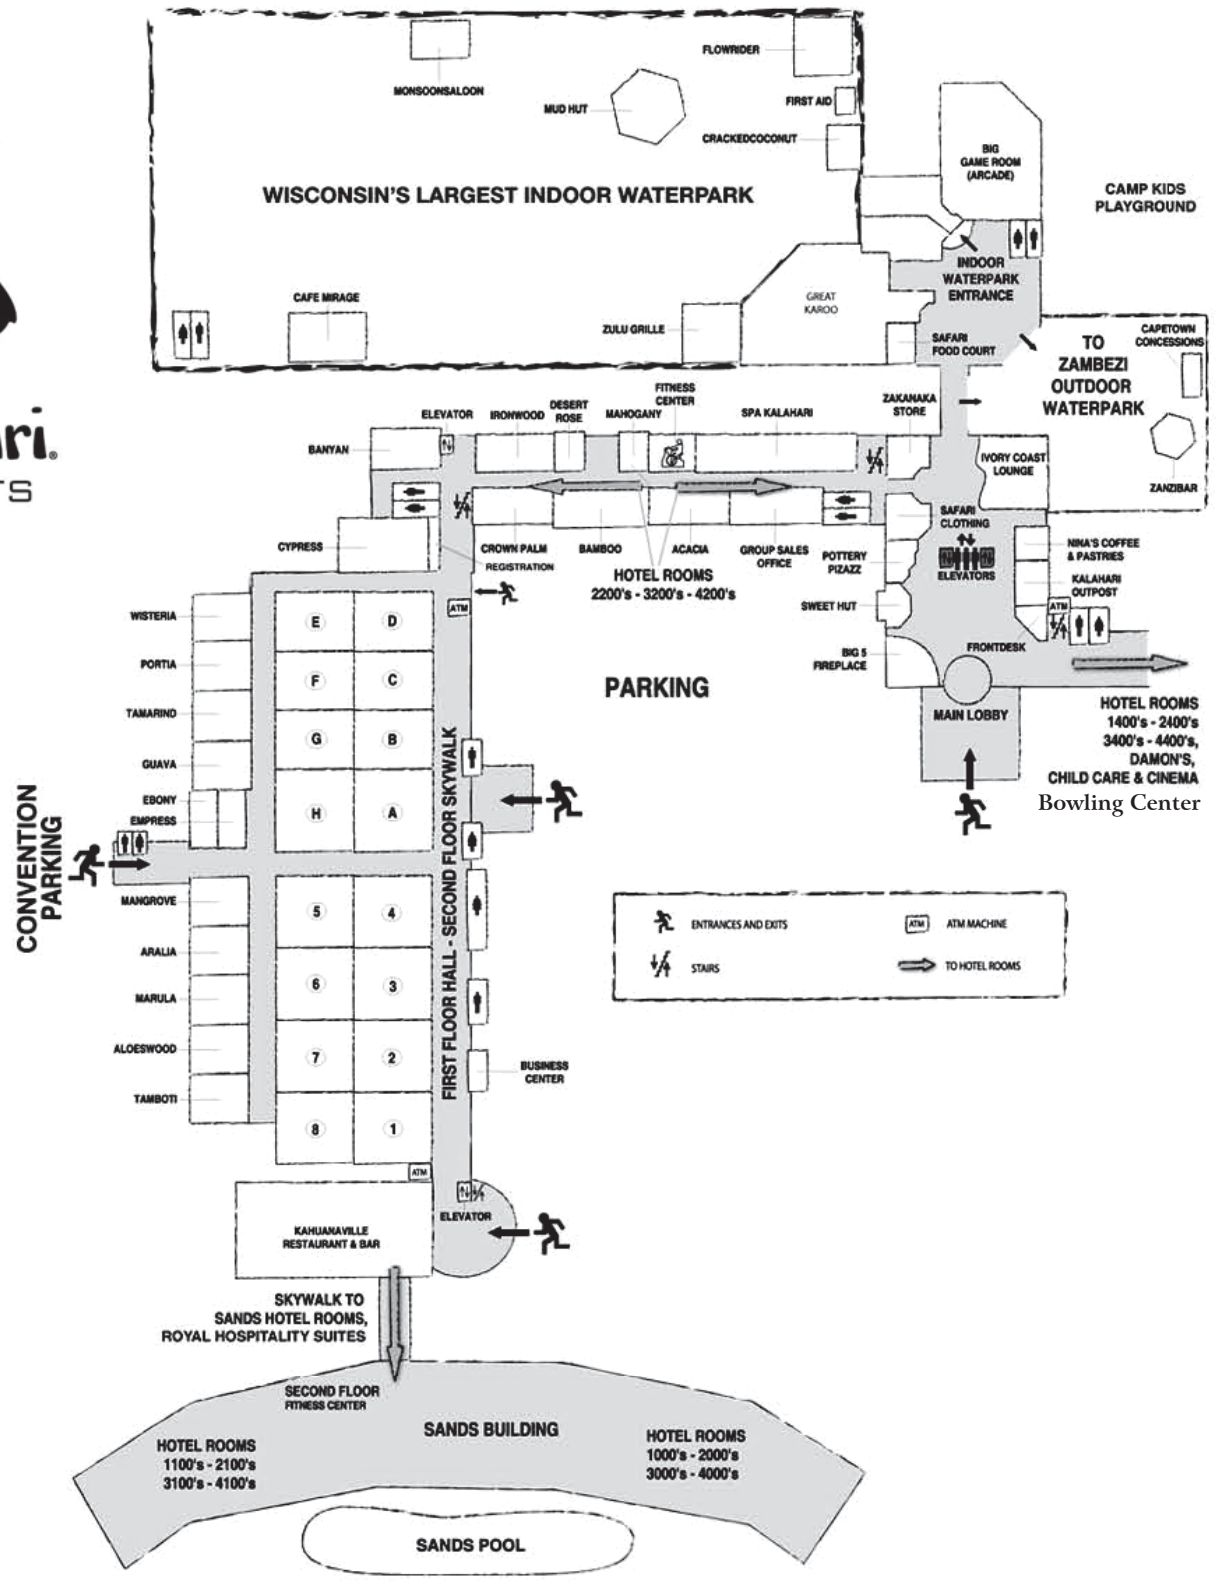 FLOWRIDER
MONSOONSALOON
MUD HUT
FIRST AID
CRACKEDCOCONUT
BIG
GAME ROOM
(ARCADE)
WISCONSIN'S LARGEST INDOOR WATERPARK
CAMP KIDS
PLAYGROUND
INDOOR
WATERPARK
ENTRANCE
CAFE MIRAGE
GREAT
KAROO
ZULU GRILLE
SAFARI
FOOD COURT
TO
ZAMBEZI
OUTDOOR
WATERPARK
CAPETOWN
CONCESSIONS
ZANZIBAR
ri.
TS
BANYAN
ELEVATOR
IRONWOOD
DESERT
ROSE
MAHOGANY
FITNESS
CENTER
SPA KALAHARI
ZAKANAKA
STORE
IVORY COAST
LOUNGE
CYPRESS
REGISTRATION
CROWN PALM
BAMBOO
ACACIA
GROUP SALES
OFFICE
POTTERY
PIZAZZ
SAFARI
CLOTHING
ELEVATORS
NINA'S COFFEE
& PASTRIES
KALAHARI
OUTPOST
ATM
HOTEL ROOMS
2200's - 3200's - 4200's
SWEET HUT
BIG 5
FIREPLACE
FRONTDESK
MAIN LOBBY
HOTEL ROOMS
1400's - 2400's
3400's - 4400's,
DAMON'S,
CHILD CARE & CINEMA
Bowling Center
PARKING
ATM
WISTERIA
PORTIA
TAMARIND
GUAVA
EBONY
EMPRESS
E D
F C
G B
H A
CONVENTION
PARKING
FIRST FLOOR HALL - SECOND FLOOR SKYWALK
MANGROVE
ARALIA
MARULA
ALOESWOOD
TAMBOTI
5 4
6 3
7 2
8 1
BUSINESS
CENTER
ENTRANCES AND EXITS
ATM ATM MACHINE
STAIRS
TO HOTEL ROOMS
ATM
ELEVATOR
KAHUNAVILLE
RESTAURANT & BAR
SKYWALK TO
SANDS HOTEL ROOMS,
ROYAL HOSPITALITY SUITES
SECOND FLOOR
FITNESS CENTER
SANDS BUILDING
HOTEL ROOMS
1100's - 2100's
3100's - 4100's
HOTEL ROOMS
1000's - 2000's
3000's - 4000's
SANDS POOL